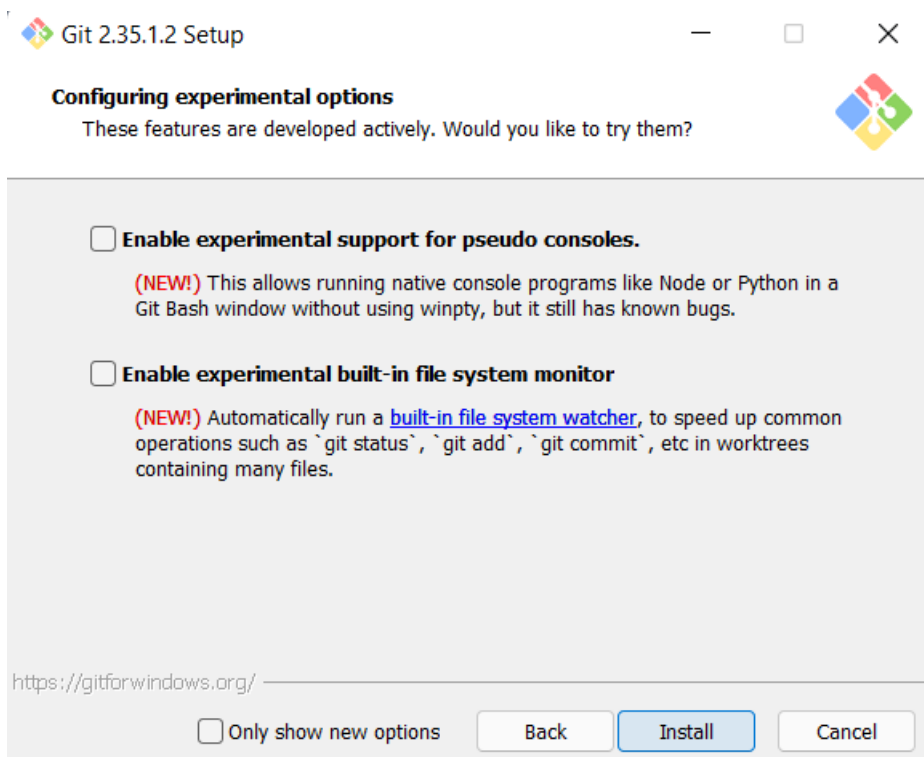 Git 2.35.1.2 Setup
Configuring experimental options
These features are developed actively. Would you like to try them?
Enable experimental support for pseudo consoles.
(NEW!) This allows running native console programs like Node or Python in a
Git Bash window without using winpty, but it still has known bugs.
Enable experimental built-in file system monitor
(NEW!) Automatically run a built-in file system watcher, to speed up common
operations such as `git status`, `git add`, `git commit`, etc in worktrees
containing many files.
https://gitforwindows.org/
Only show new options
Back
Install
Cancel